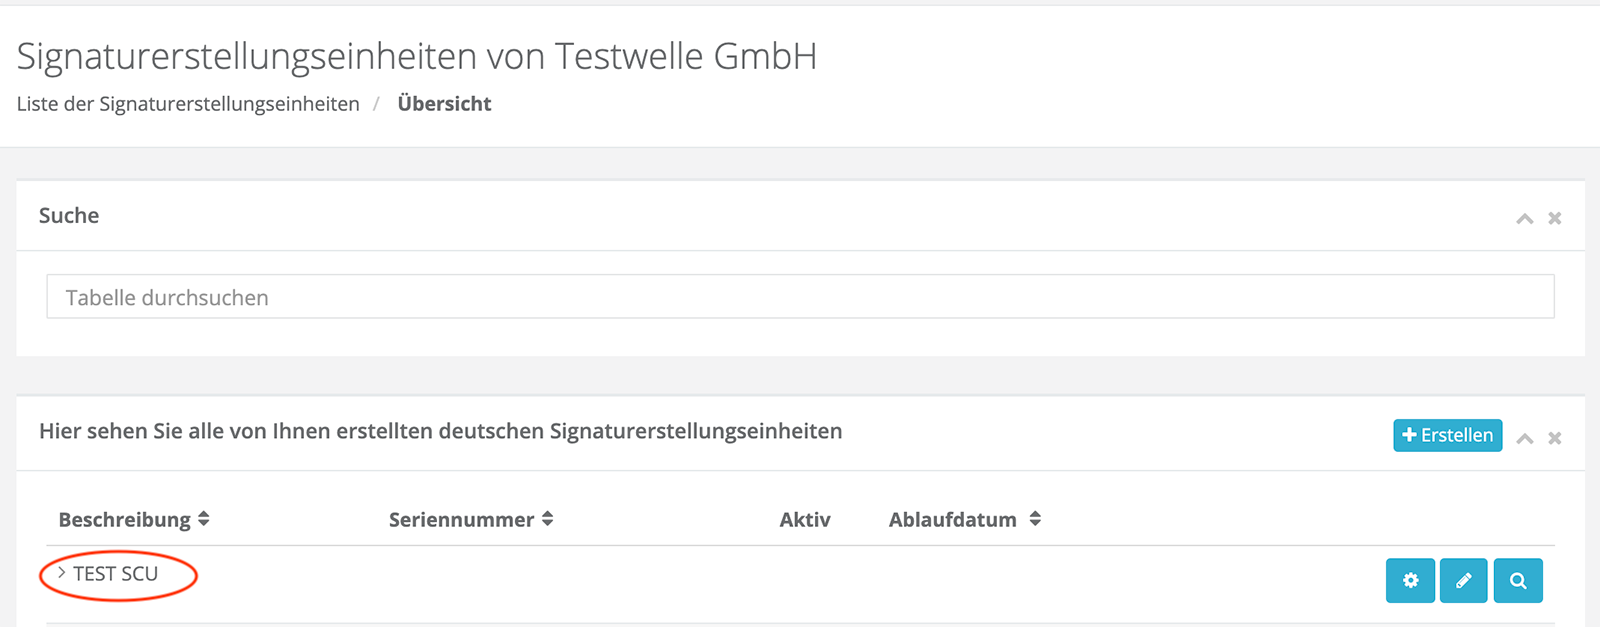 Signaturerstellungseinheiten von Testwelle GmbH
Liste der Signaturerstellungseinheiten / Übersicht
Suche
Tabelle durchsuchen
Hier sehen Sie alle von Ihnen erstellten deutschen Signaturerstellungseinheiten
Erstellen
Beschreibung Seriennummer Aktiv Ablaufdatum
TEST SCU